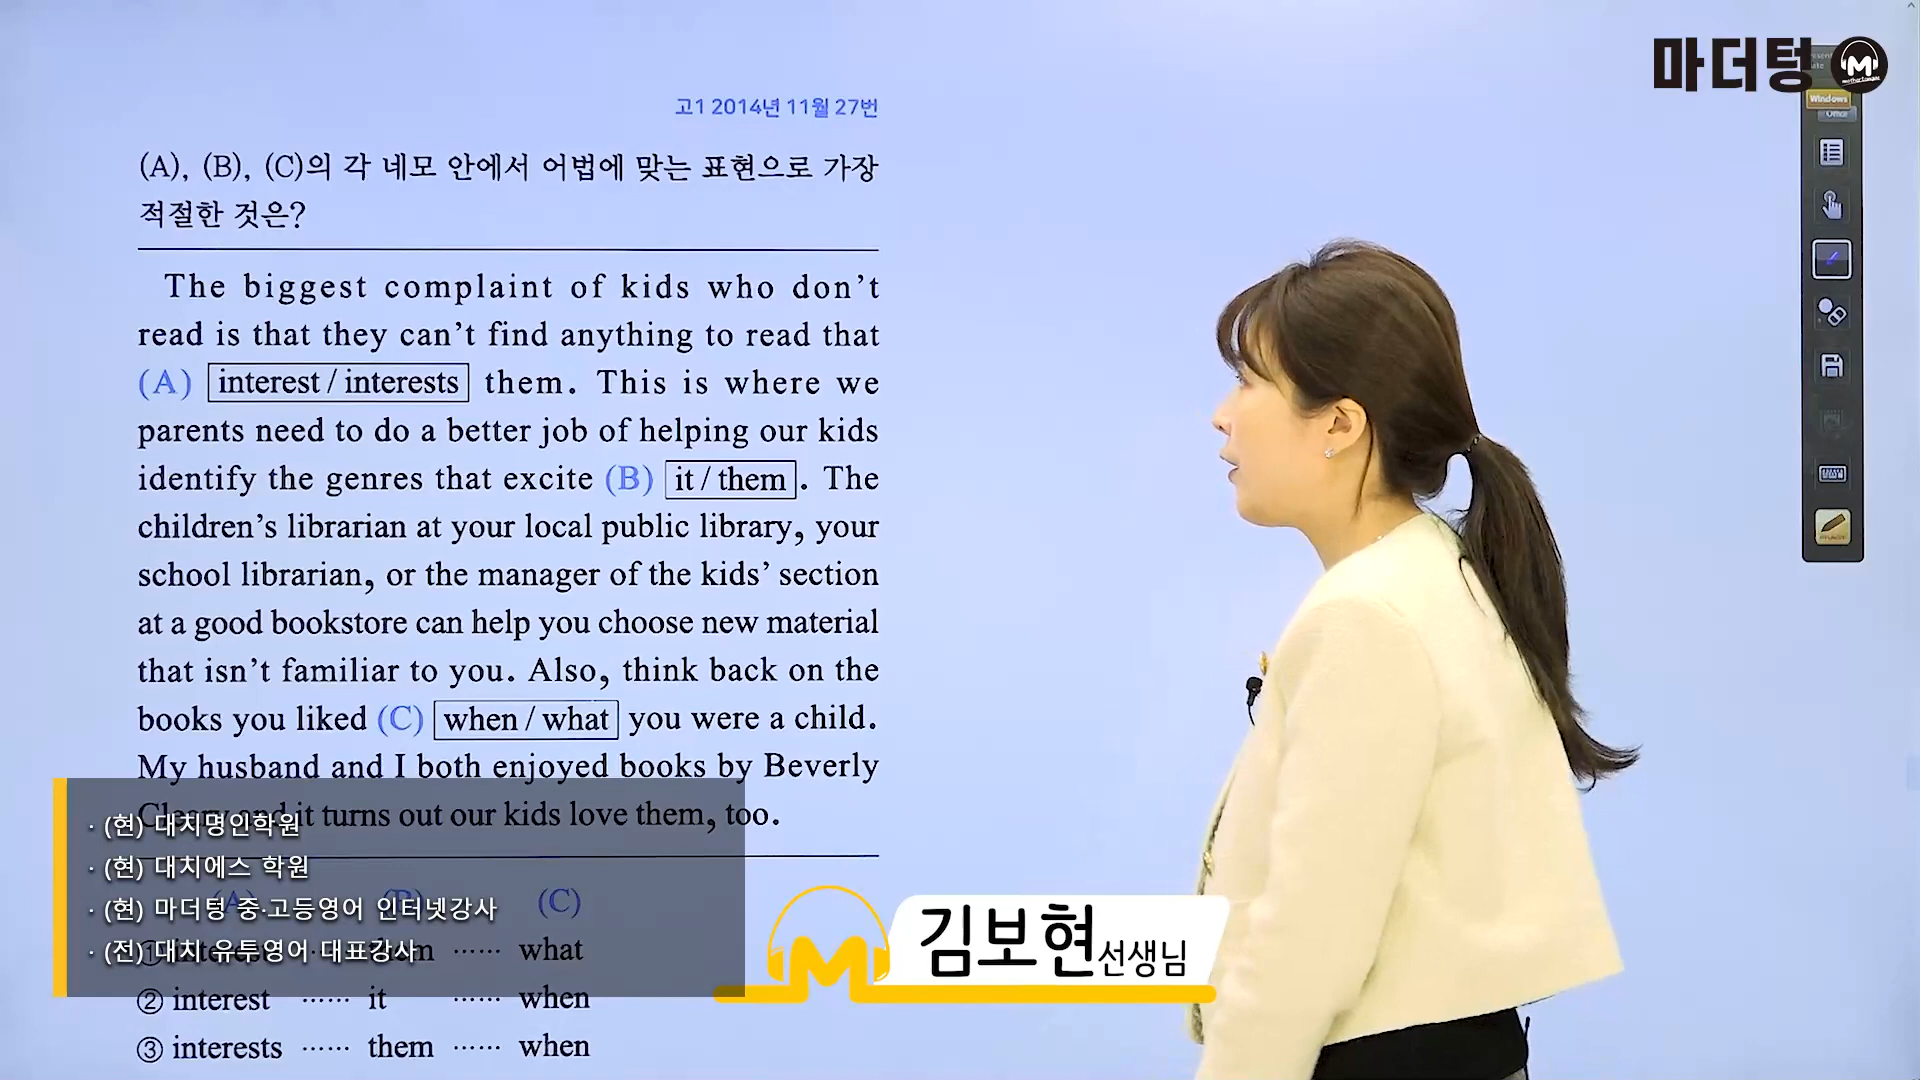 마더텅
M
Windows
Office
고1 2014년 11월 27번
(A), (B), (C)의 각 네모 안에서 어법에 맞는 표현으로 가장
적절한 것은?
The biggest complaint of kids who don't
read is that they can't find anything to read that
(A) interest / interests them. This is where we
parents need to do a better job of helping our kids
identify the genres that excite (B) it / them. The
children's librarian at your local public library, your
school librarian, or the manager of the kids' section
at a good bookstore can help you choose new material
that isn't familiar to you. Also, think back on the
books you liked (C) when / what you were a child.
My husband and I both enjoyed books by Beverly
Cleary and it turns out our kids love them, too.
(A) (B) (C)
① interest ······ them ······ what
② interest ······ it ······ when
③ interests ······ them ······ when
· (현) 대치명인학원
· (현) 대치에스 학원
· (현) 마더텅 중·고등영어 인터넷강사
· (전) 대치 유투영어 대표강사
김보현선생님